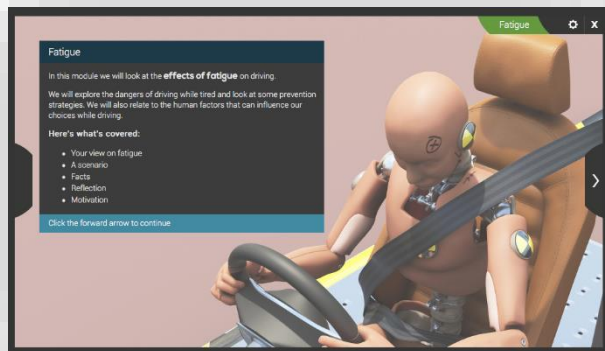 Fatigue
x
Fatigue
In this module we will look at the effects of fatigue on driving.
We will explore the dangers of driving while tired and look at some prevention
strategies. We will also relate to the human factors that can influence our
choices while driving.
Here's what's covered:
• Your view on fatigue
• A scenario
• Facts
• Reflection
• Motivation
Click the forward arrow to continue